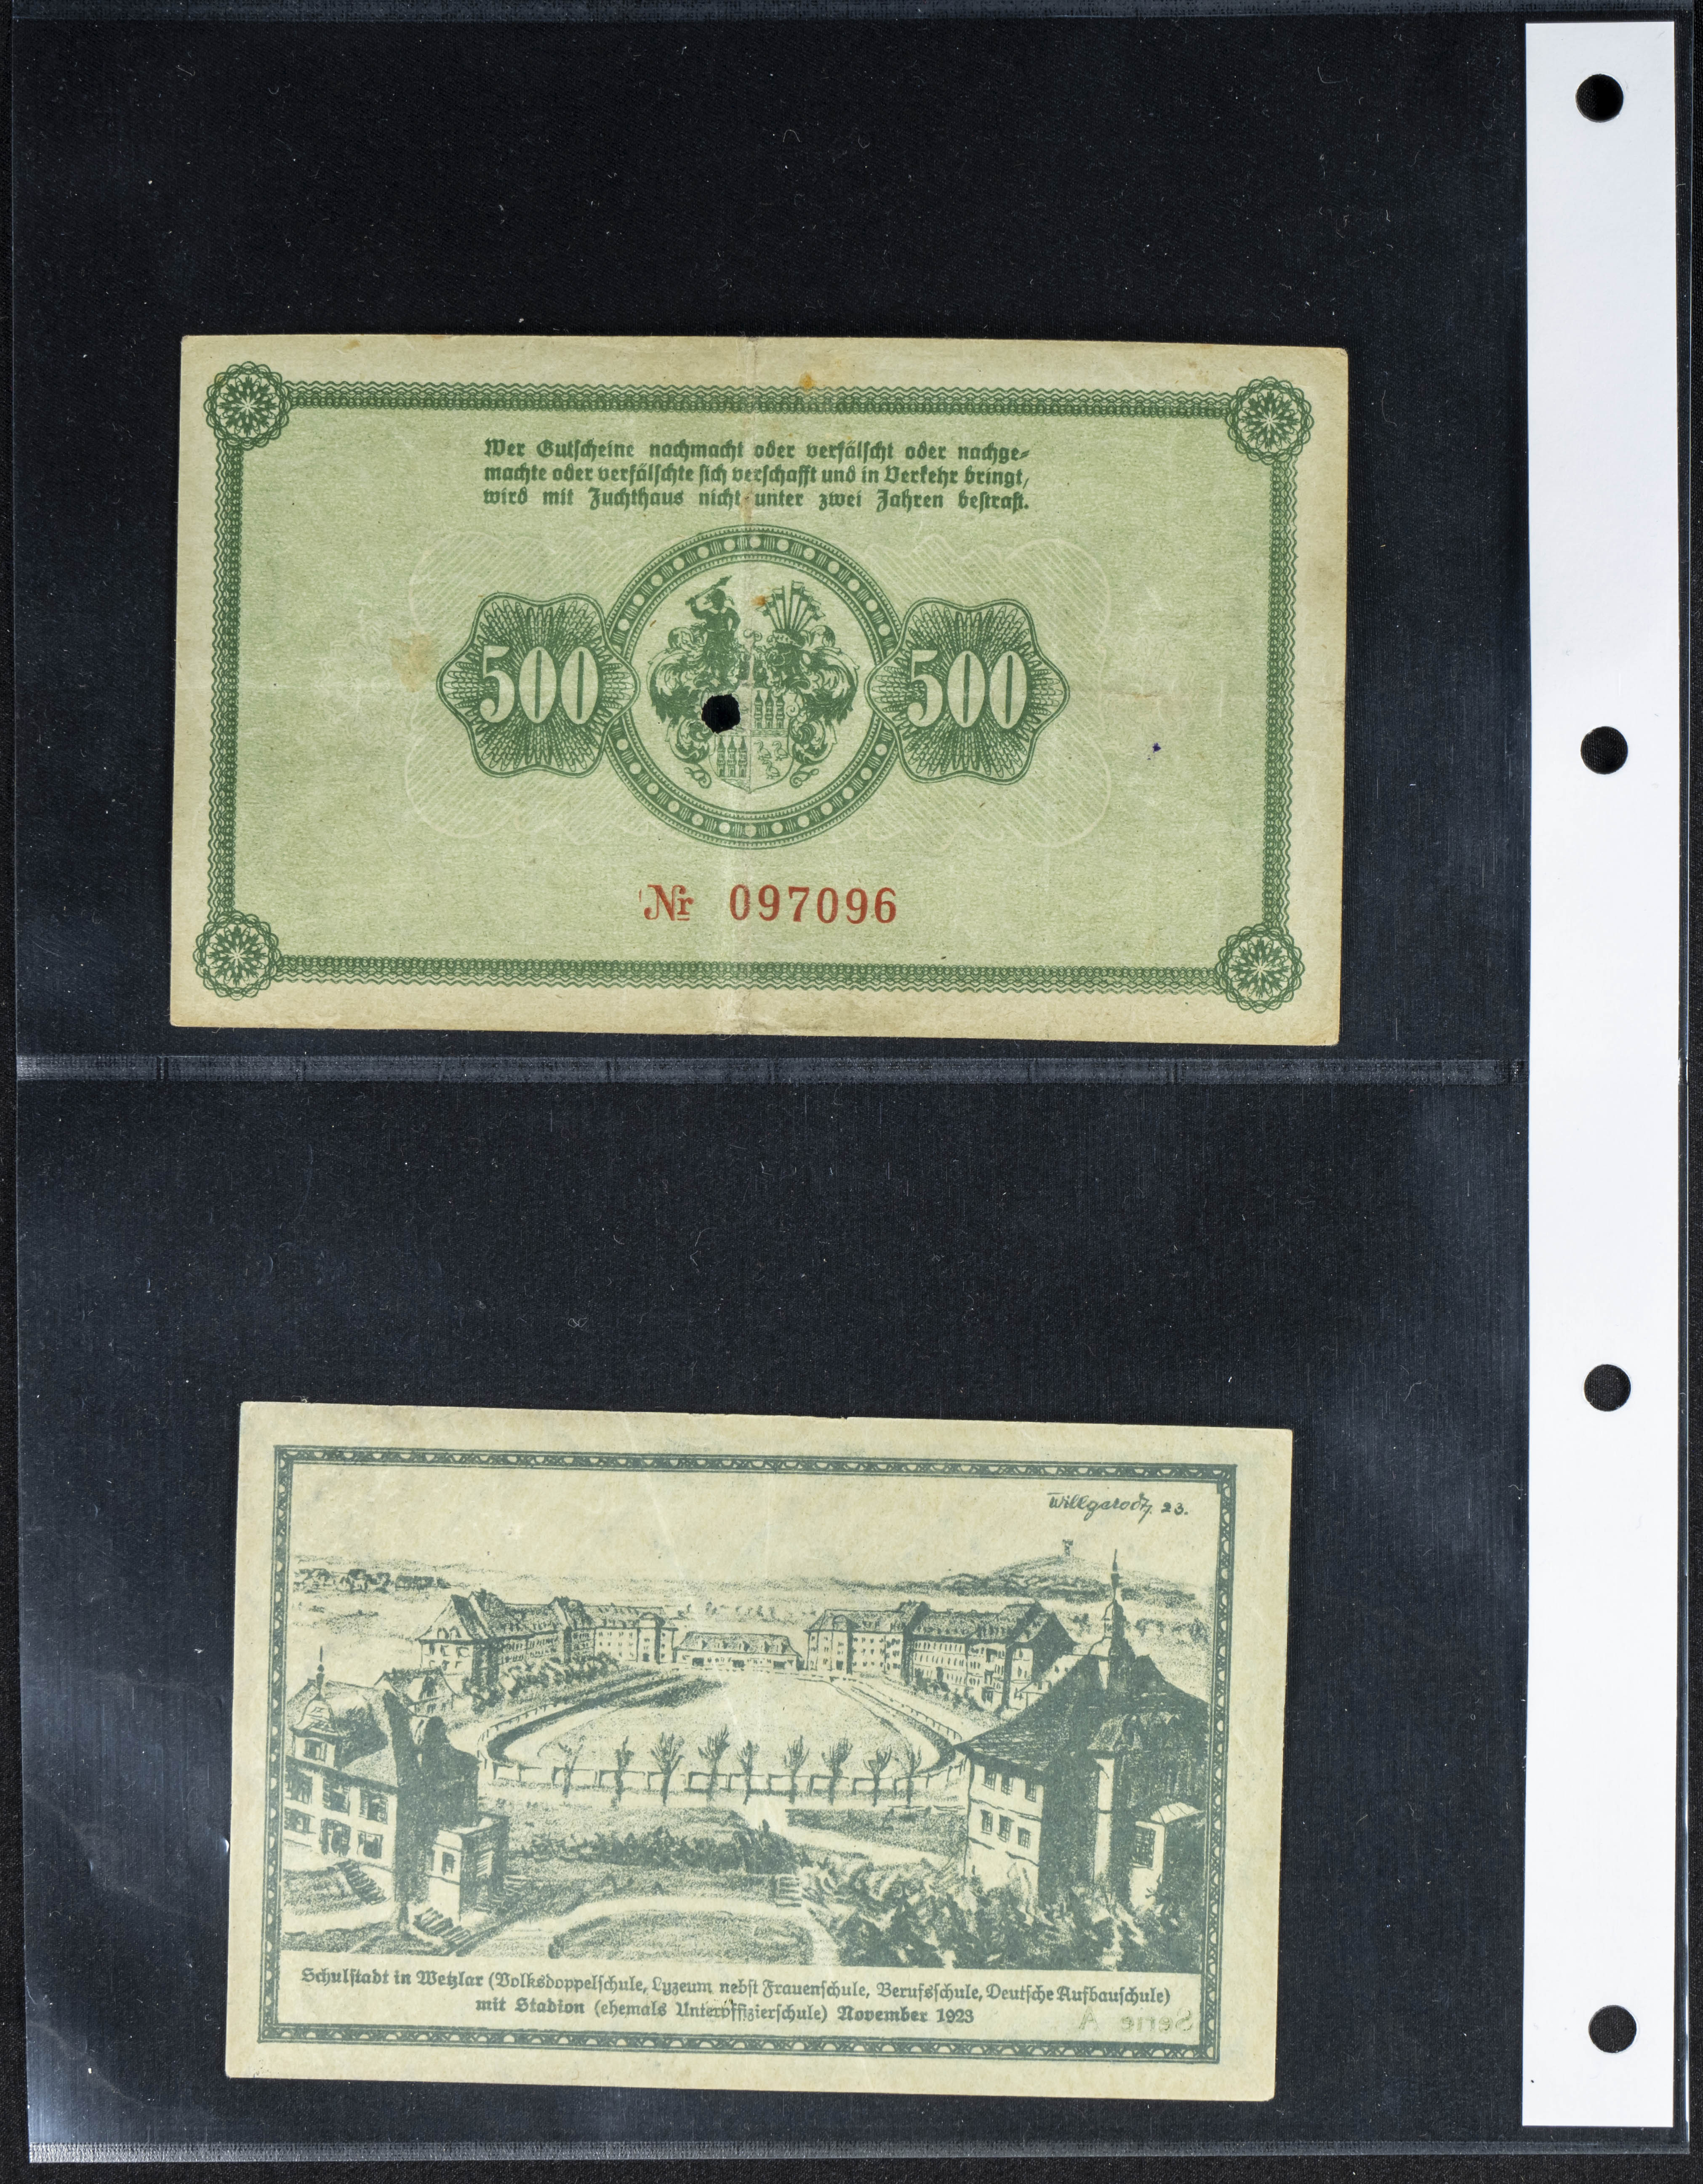 Wer Gutscheine nachmacht oder verfälscht oder nachge-
machte oder verfälschte sich verschafft und in Verkehr bringt,
wird mit Zuchthaus nicht unter zwei Jahren bestraft.
500 500
Nr 097096
Willgerodt 23.
Schulstadt in Wetzlar (Volksdoppelschule, Lyzeum nebst Frauenschule, Berufsschule, Deutsche Aufbauschule)
mit Stadion (ehemals Unteroffizierschule) November 1923
Serie A